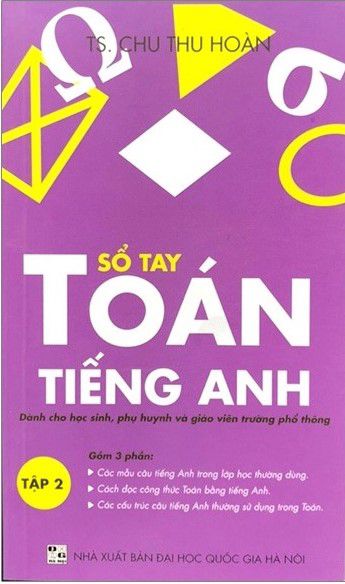 TS. CHU THU HOÀN
SỔ TAY
TOÁN
TIẾNG ANH
Dành cho học sinh, phụ huynh và giáo viên trường phổ thông
Gồm 3 phần:
Các mẫu câu tiếng Anh trong lớp học thường dùng.
TẬP 2
Cách đọc công thức Toán bằng tiếng Anh.
Các cấu trúc câu tiếng Anh thường sử dụng trong Toán.
NHÀ XUẤT BẢN ĐẠI HỌC QUỐC GIA HÀ NỘI